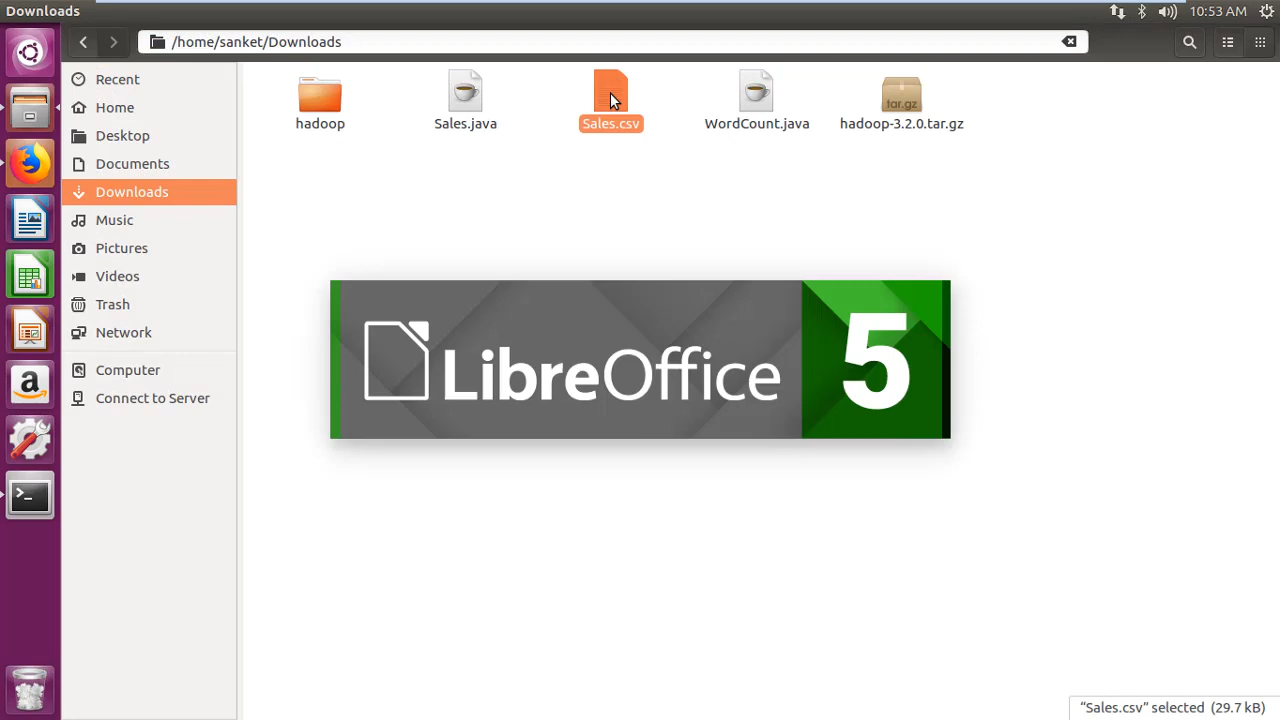 Downloads
10:53 AM
/home/sanket/Downloads
Recent
Home
Desktop
Documents
Downloads
Music
Pictures
Videos
Trash
Network
Computer
Connect to Server
hadoop
Sales.java
Sales.csv
WordCount.java
tar.gz
hadoop-3.2.0.tar.gz
LibreOffice 5
a
>_
“Sales.csv” selected (29.7 kB)